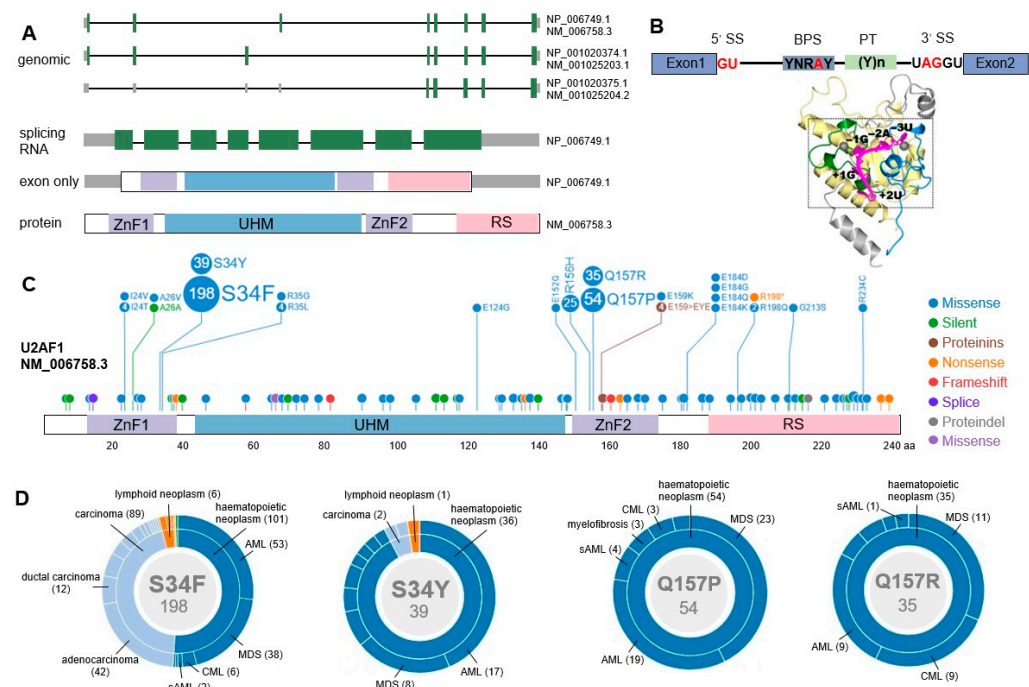 A
genomic
NP_006749.1
NM_006758.3
NP_001020374.1
NM_001025203.1
NP_001020375.1
NM_001025204.2
splicing
RNA
NP_006749.1
exon only
NP_006749.1
protein
ZnF1
UHM
ZnF2
RS
NM_006758.3
B
5' SS
BPS
PT
3' SS
Exon1
GU
YNRAY
(Y)n
UAGGU
Exon2
-1G
-2A
-3U
+1G
+2U
C
39 S34Y
198 S34F
I24V
4 I24T
A26V
A26A
R35G
4 R35L
E124G
E152G
R156H
25
35 Q157R
54 Q157P
E159K
4 E159>EYE
E184D
E184G
E184Q
E184K
R198*
2 R198Q
G213S
R234C
U2AF1
NM_006758.3
Missense
Silent
Proteinins
Nonsense
Frameshift
Splice
Proteindel
Missense
ZnF1
UHM
ZnF2
RS
20
40
60
80
100
120
140
160
180
200
220
240 aa
D
lymphoid neoplasm (6)
haematopoietic
neoplasm (101)
carcinoma (89)
AML (53)
ductal carcinoma
(12)
S34F
198
adenocarcinoma
(42)
MDS (38)
CML (6)
sAML (2)
lymphoid neoplasm (1)
carcinoma (2)
haematopoietic
neoplasm (36)
S34Y
39
AML (17)
MDS (8)
haematopoietic
neoplasm (54)
CML (3)
myelofibrosis (3)
MDS (23)
sAML (4)
Q157P
54
AML (19)
haematopoietic
neoplasm (35)
sAML (1)
MDS (11)
Q157R
35
AML (9)
CML (9)